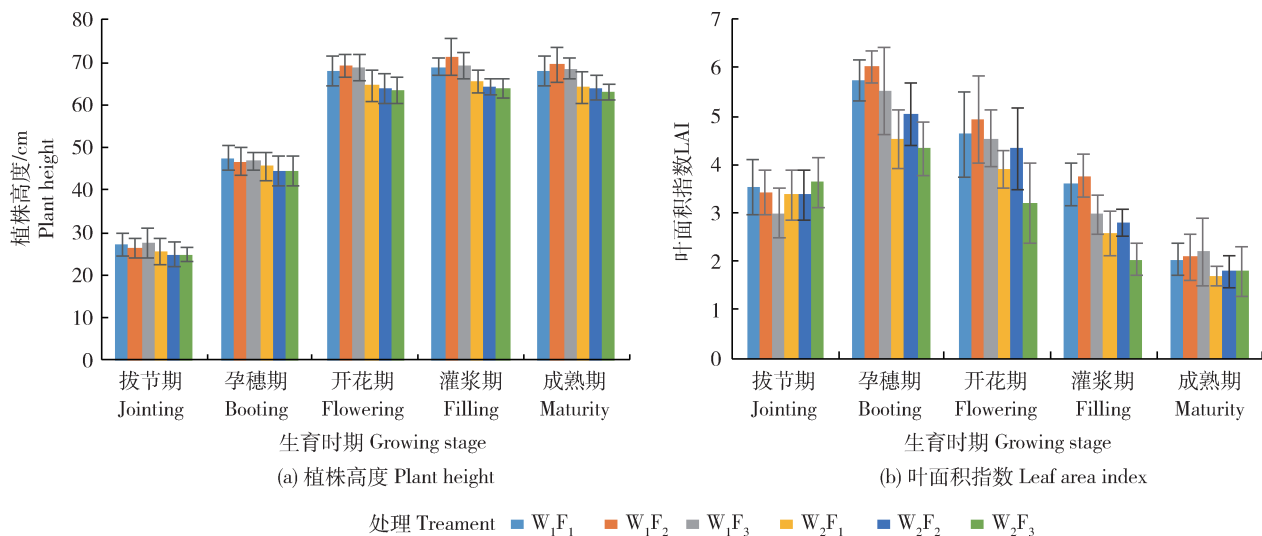 80
70
60
50
40
30
20
10
0
植株高度/cm
Plant height
拔节期 孕穗期 开花期 灌浆期 成熟期
Jointing Booting Flowering Filling Maturity
生育时期 Growing stage
(a) 植株高度 Plant height
7
6
5
4
3
2
1
0
叶面积指数LAI
拔节期 孕穗期 开花期 灌浆期 成熟期
Jointing Booting Flowering Filling Maturity
生育时期 Growing stage
(b) 叶面积指数 Leaf area index
处理 Treament W₁F₁ W₁F₂ W₁F₃ W₂F₁ W₂F₂ W₂F₃